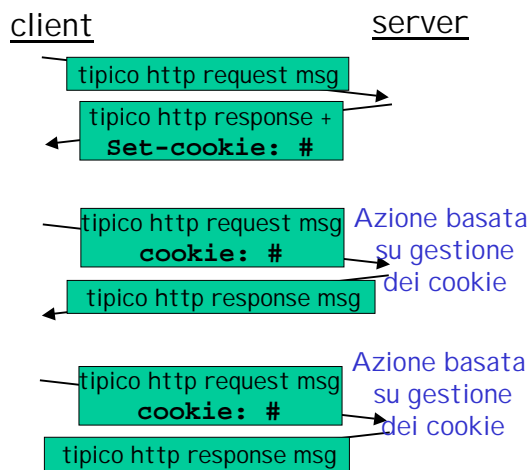 client
server
tipico http request msg
tipico http response +
Set-cookie: #
tipico http request msg
cookie: #
Azione basata
su gestione
dei cookie
tipico http response msg
tipico http request msg
cookie: #
Azione basata
su gestione
dei cookie
tipico http response msg